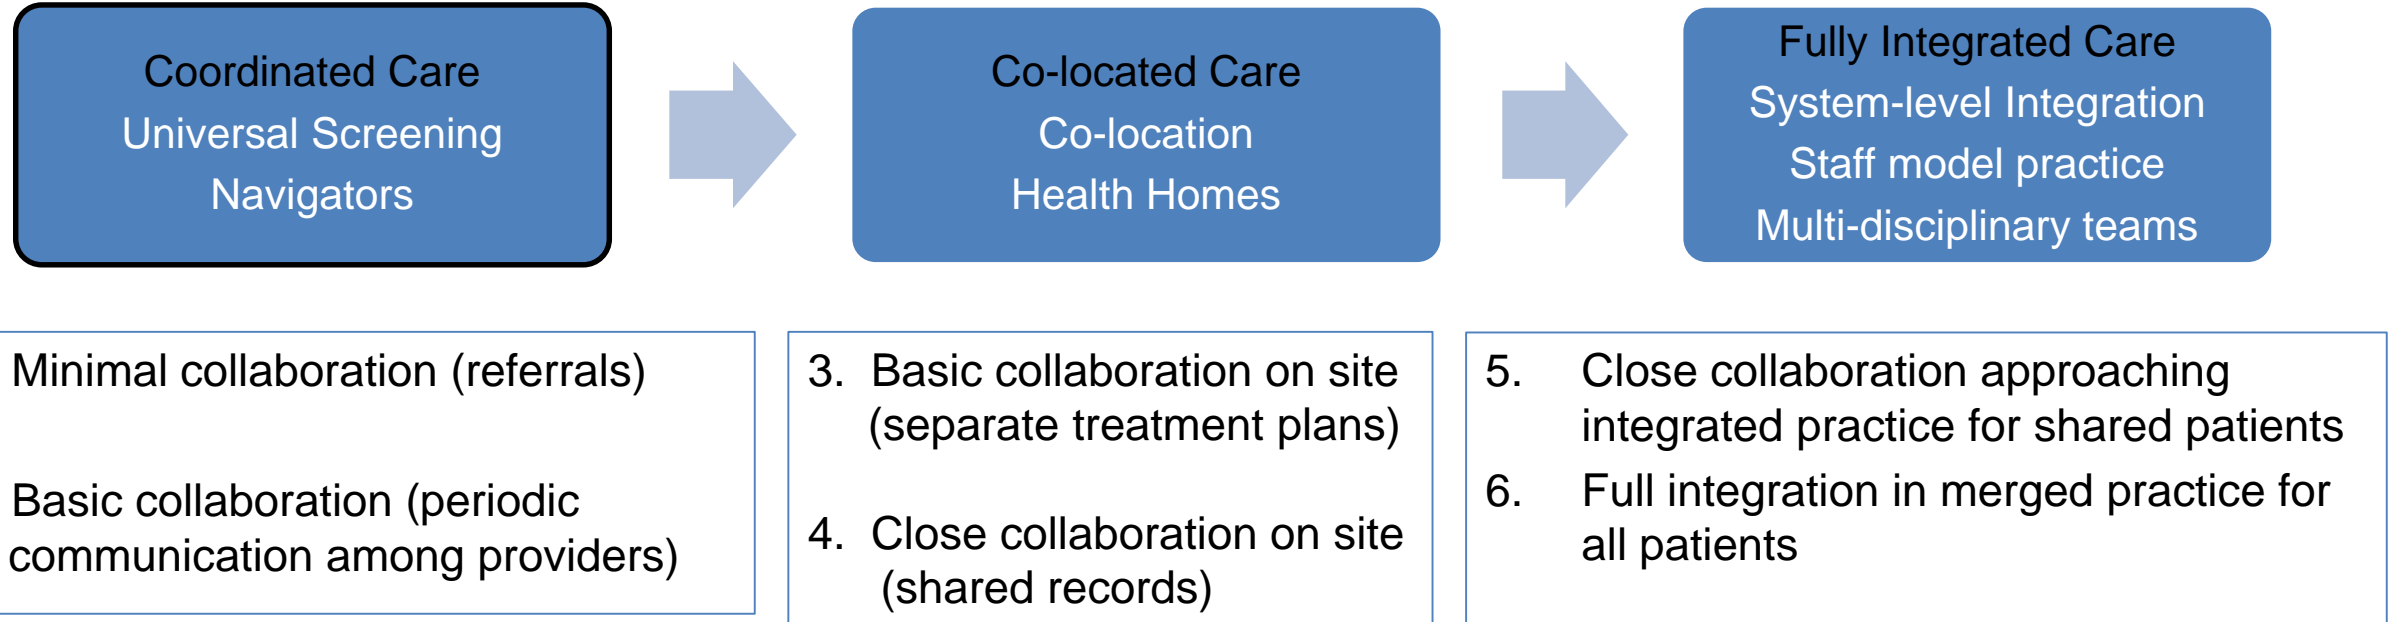 Coordinated Care
Universal Screening
Navigators
Co-located Care
Co-location
Health Homes
Fully Integrated Care
System-level Integration
Staff model practice
Multi-disciplinary teams
Minimal collaboration (referrals)
Basic collaboration (periodic
communication among providers)
3. Basic collaboration on site
(separate treatment plans)
4. Close collaboration on site
(shared records)
5. Close collaboration approaching
integrated practice for shared patients
6. Full integration in merged practice for
all patients